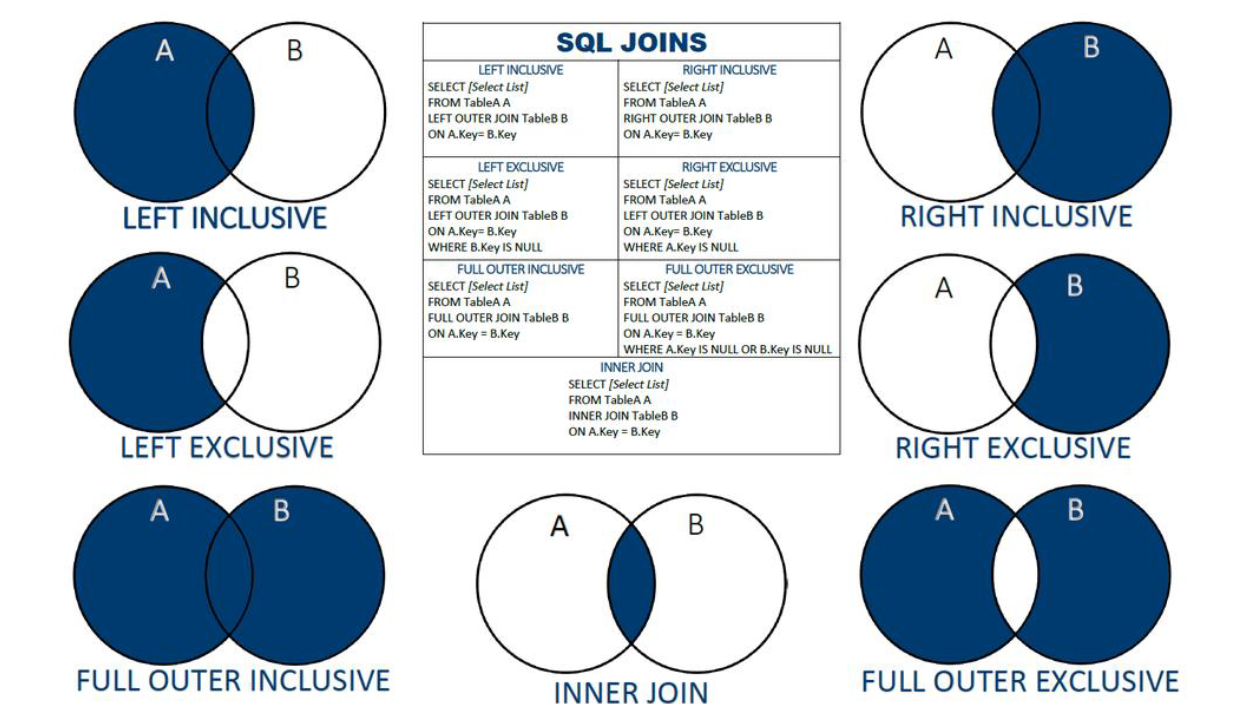 A
B
LEFT INCLUSIVE
A
B
LEFT EXCLUSIVE
A
B
FULL OUTER INCLUSIVE
SQL JOINS
LEFT INCLUSIVE
SELECT [Select List]
FROM TableA A
LEFT OUTER JOIN TableB B
ON A.Key= B.Key
RIGHT INCLUSIVE
SELECT [Select List]
FROM TableA A
RIGHT OUTER JOIN TableB B
ON A.Key= B.Key
LEFT EXCLUSIVE
SELECT [Select List]
FROM TableA A
LEFT OUTER JOIN TableB B
ON A.Key= B.Key
WHERE B.Key IS NULL
RIGHT EXCLUSIVE
SELECT [Select List]
FROM TableA A
LEFT OUTER JOIN TableB B
ON A.Key= B.Key
WHERE A.Key IS NULL
FULL OUTER INCLUSIVE
SELECT [Select List]
FROM TableA A
FULL OUTER JOIN TableB B
ON A.Key = B.Key
FULL OUTER EXCLUSIVE
SELECT [Select List]
FROM TableA A
FULL OUTER JOIN TableB B
ON A.Key = B.Key
WHERE A.Key IS NULL OR B.Key IS NULL
INNER JOIN
SELECT [Select List]
FROM TableA A
INNER JOIN TableB B
ON A.Key = B.Key
A
B
INNER JOIN
A
B
RIGHT INCLUSIVE
A
B
RIGHT EXCLUSIVE
A
B
FULL OUTER EXCLUSIVE